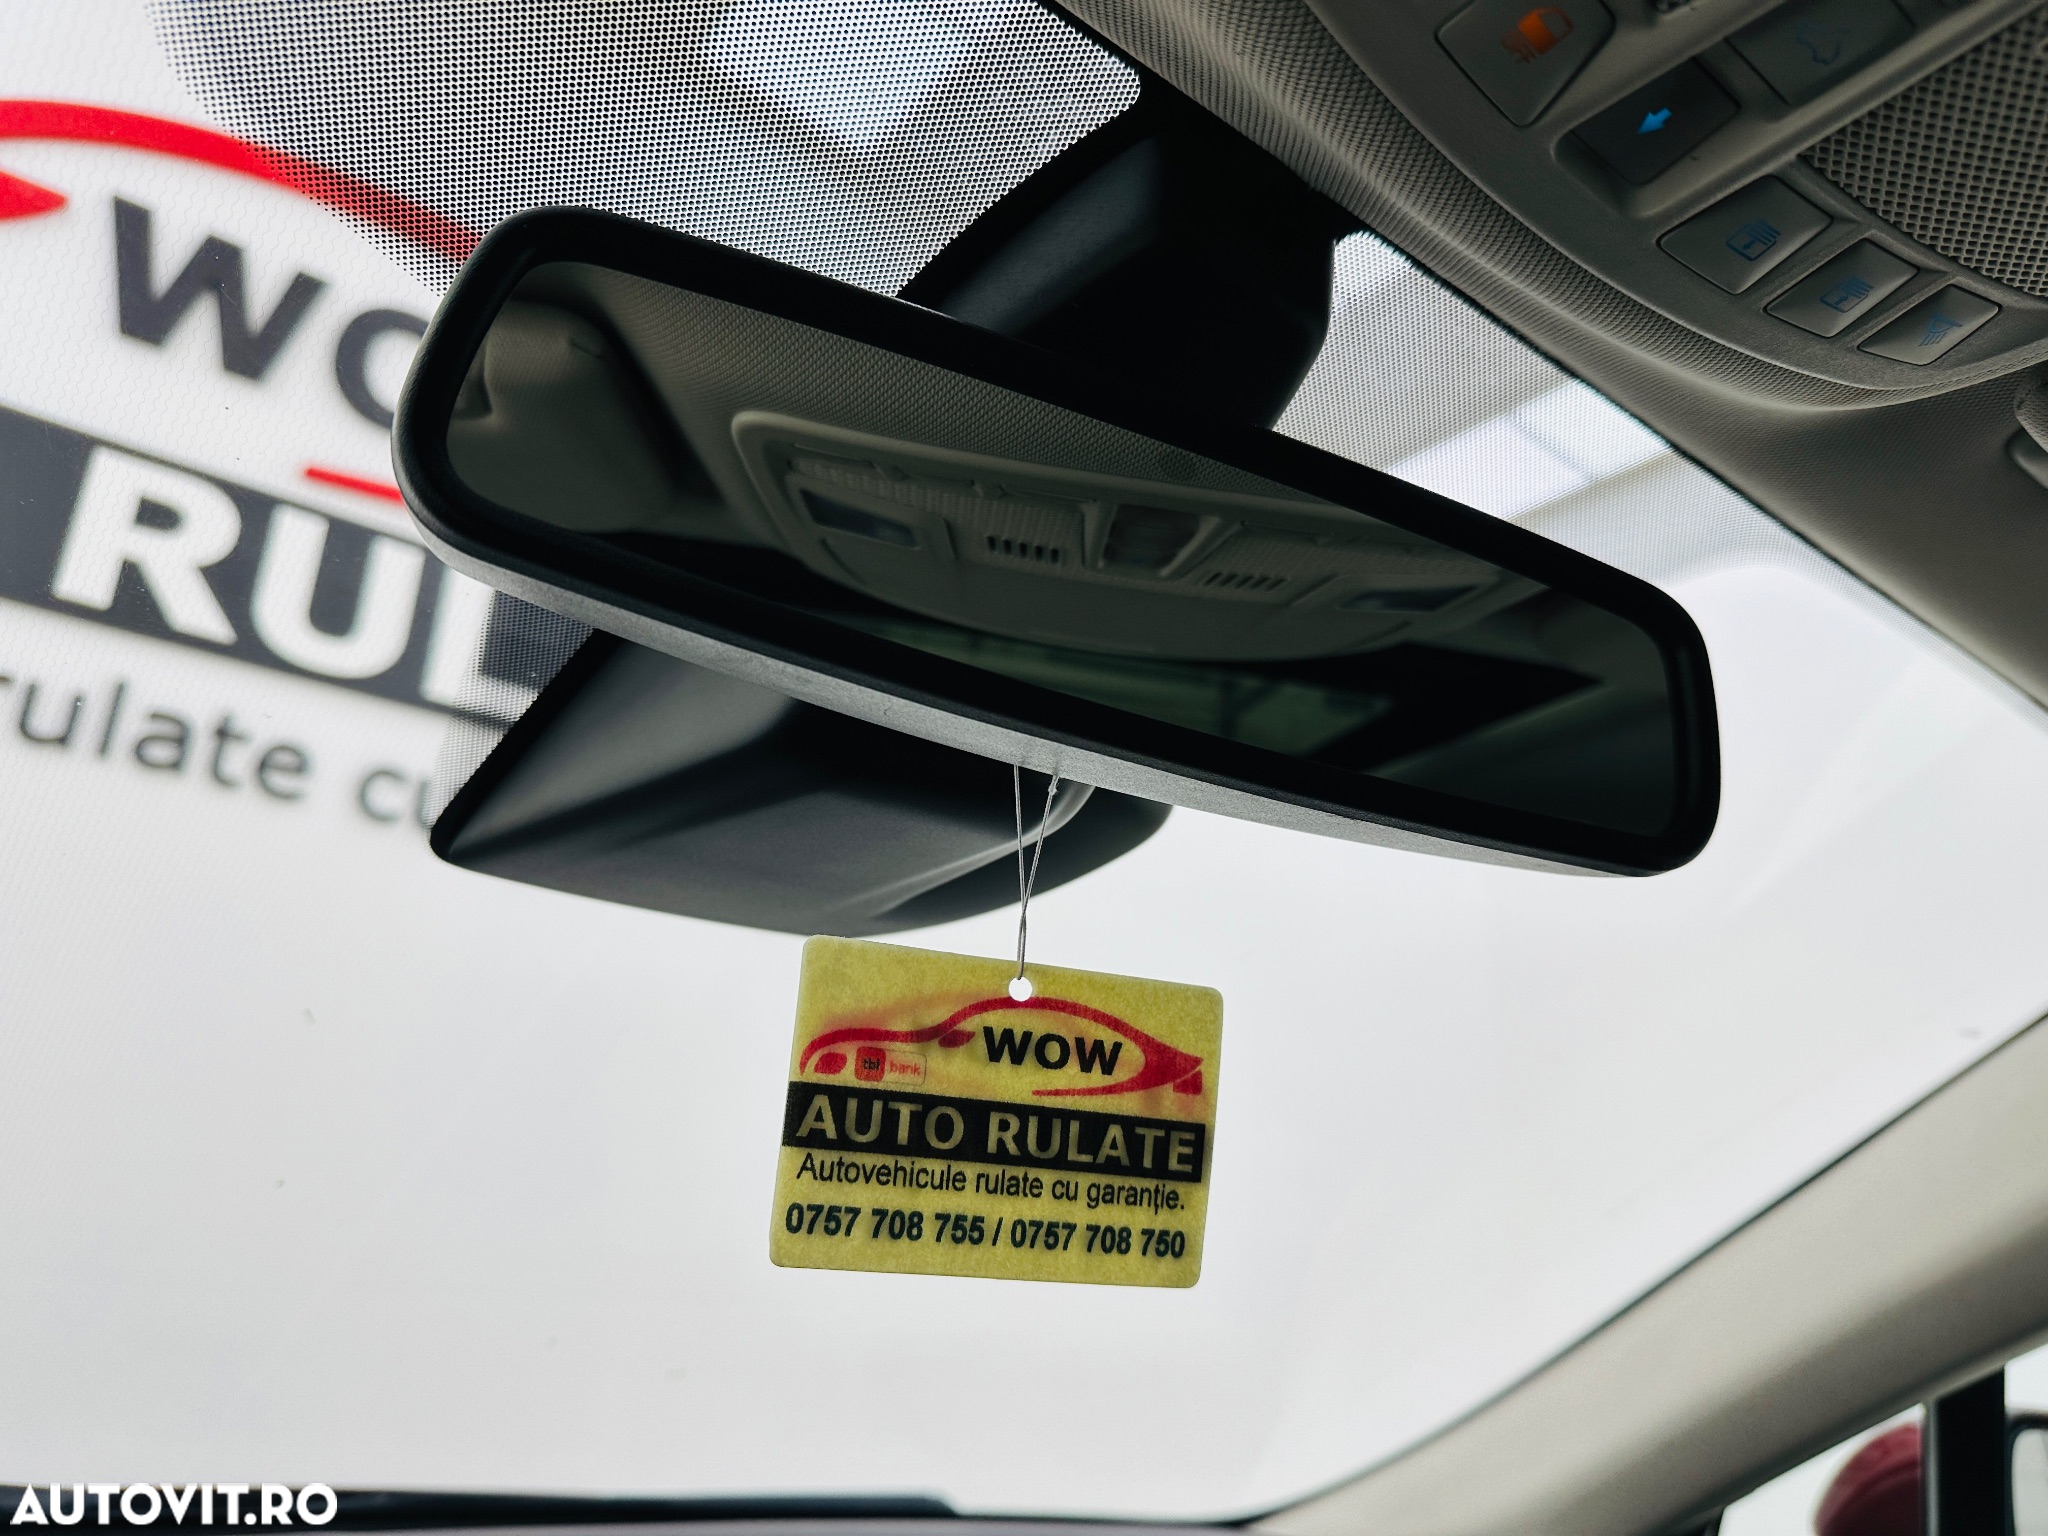 WO
RUL
rulate cu
WOW
tbi bank
AUTO RULATE
Autovehicule rulate cu garanție.
0757 708 755 / 0757 708 750
AUTOVIT.RO